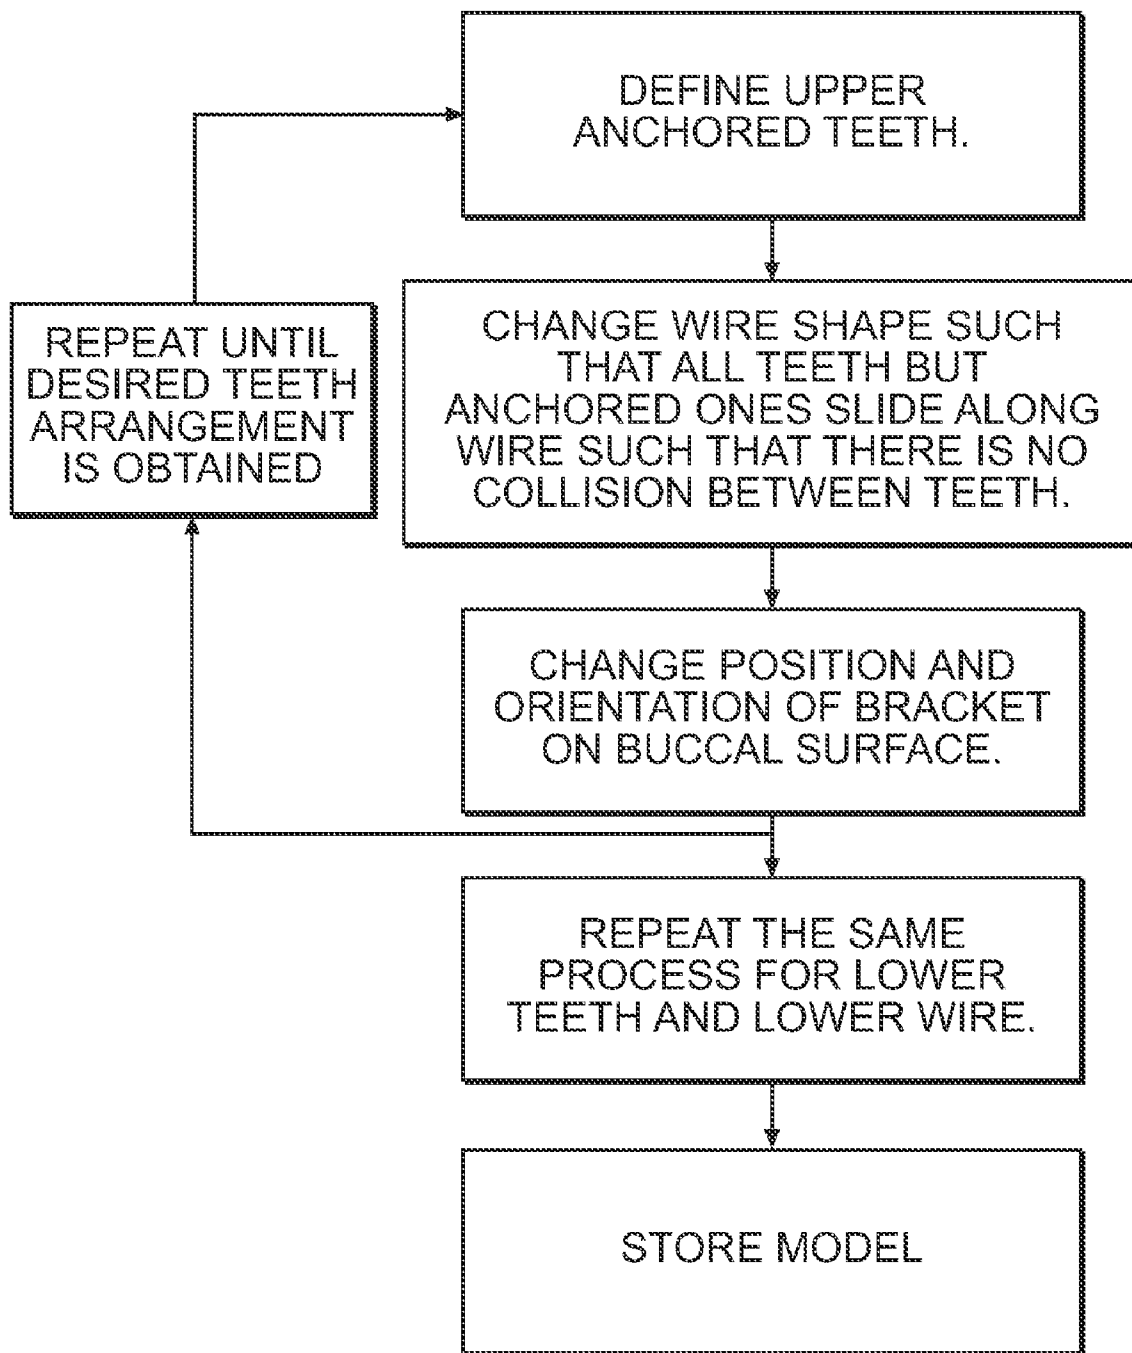 DEFINE UPPER
ANCHORED TEETH.
CHANGE WIRE SHAPE SUCH
THAT ALL TEETH BUT
ANCHORED ONES SLIDE ALONG
WIRE SUCH THAT THERE IS NO
COLLISION BETWEEN TEETH.
REPEAT UNTIL
DESIRED TEETH
ARRANGEMENT
IS OBTAINED
CHANGE POSITION AND
ORIENTATION OF BRACKET
ON BUCCAL SURFACE.
REPEAT THE SAME
PROCESS FOR LOWER
TEETH AND LOWER WIRE.
STORE MODEL